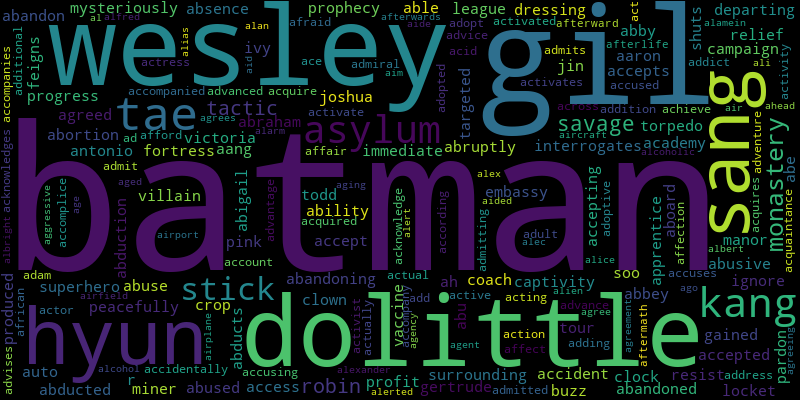 mysteriously absence prophecy able league dressing act afterward departing
abandon al alfred afraid activated afterwards abby relief
wesley gil
additional feigns actress alias alan ace aide admits afterlife shuts campaign
accompanies progress accompanied advanced acquire aid ivy advice admiral aim acid adopted jin aaron accepts addict ali activity
agreed tae tactic joshua activate targeted activates addition accused achieve air ahead
abortion ad afford agrees abraham asylum savage across torpedo sang
antonio victoria alarm affair immediate abruptly interrogates aircraft academy
fortress aang
acknowledges admit batman adventure alcoholic monastery abe
villain aged abigail todd alex embassy accepting adoptive apprentice aboard acquires acquaintance
aggressive accomplice abduction age advantage ability aging acknowledge alert according aided adult admitting affection albert
albright airport pink acquired accept alec alice manor
adam account abandoning actual ah coach captivity soo accuses abusive
superhero abuse stick vaccine add active alien abbey ago ignore
produced african actor airfield crop clown activist accompany abu acting advance agreements gained pardon
peacefully hyun airplane abducts actually agency action tour agree aftermath accepted agreeing
dolittle kang
auto accidentally accusing agent affect adding surrounding accident clock resist address
advises abducted alcohol abused access robin alexander profit alerted gertrude admitted buzz abandoned locket
r miner